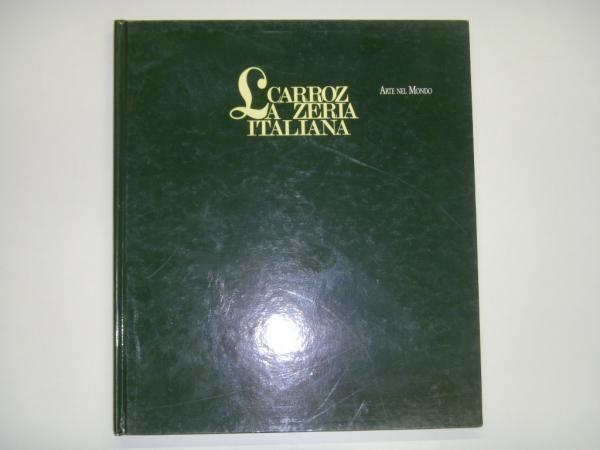 LCARROZ
A ZERIA
ITALIANA
ARTE NEL MONDO